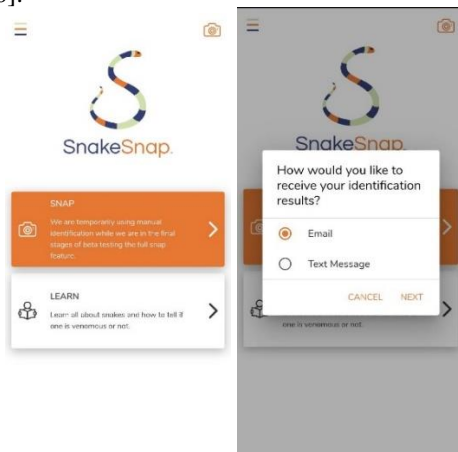 ].
SnakeSnap.
SNAP
We are temporarily using manual
identification while we are in the final
stages of beta testing the full snap
feature.
LEARN
Learn all about snakes and how to tell if
one is venomous or not.
SnakeSnap.
How would you like to
receive your identification
results?
Email
Text Message
CANCEL NEXT
one is venomous or not.